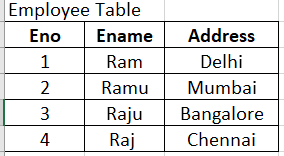 Employee Table
Eno Ename Address
1 Ram Delhi
2 Ramu Mumbai
3 Raju Bangalore
4 Raj Chennai